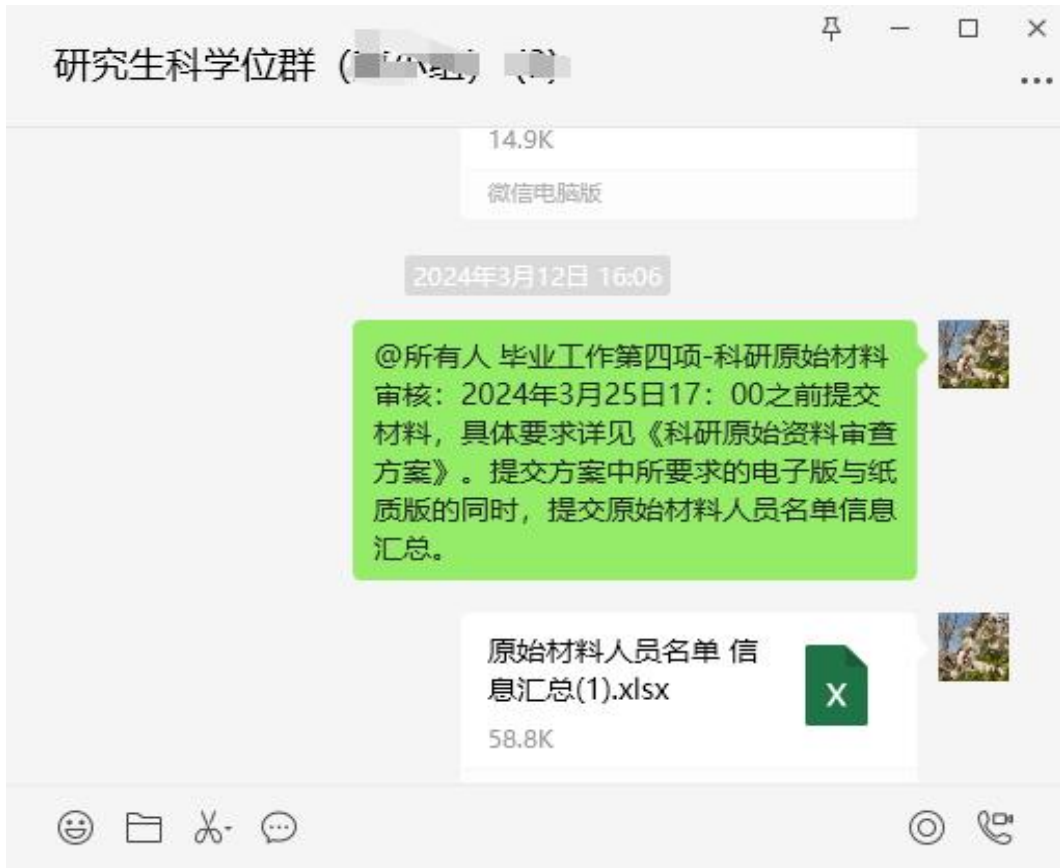 研究生科学位群（
14.9K
微信电脑版
2024年3月12日 16:06
@所有人 毕业工作第四项-科研原始材料
审核：2024年3月25日17：00之前提交
材料，具体要求详见《科研原始资料审查
方案》。提交方案中所要求的电子版与纸
质版的同时，提交原始材料人员名单信息
汇总。
原始材料人员名单 信
息汇总(1).xlsx
X
58.8K